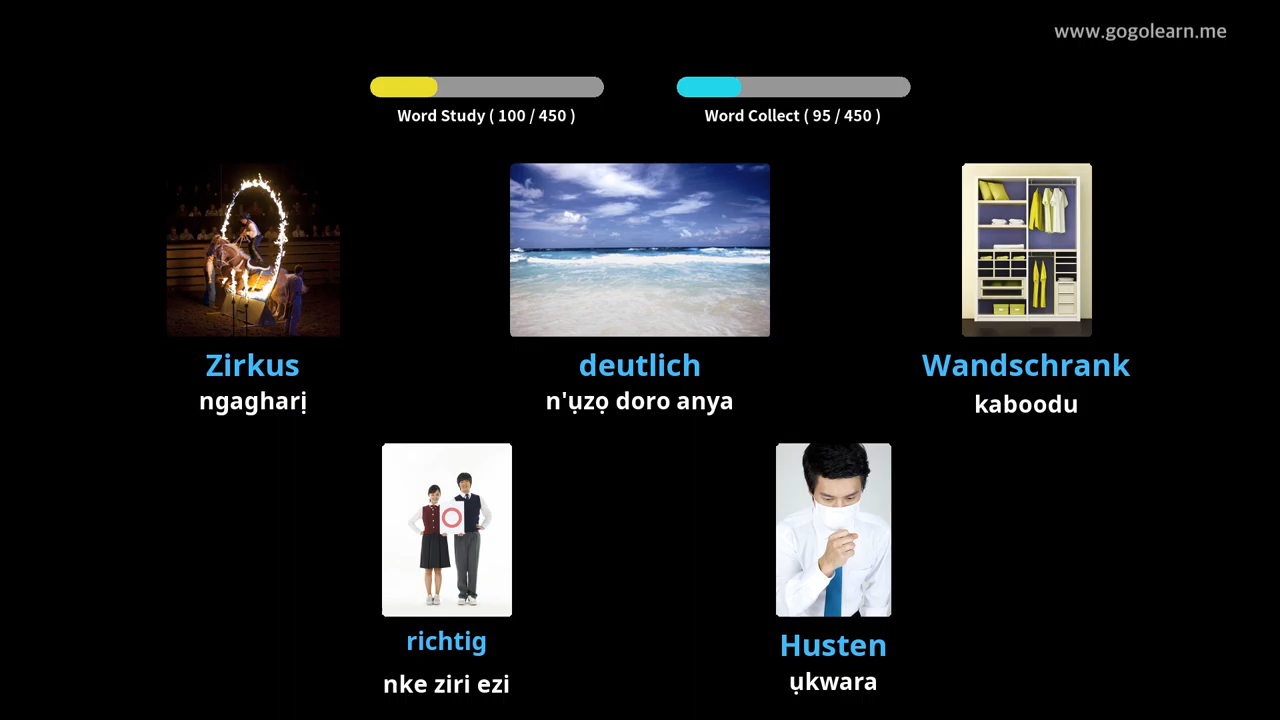 www.gogolearn.me
Word Study ( 100 / 450 )
Word Collect ( 95 / 450 )
Zirkus
ngagharị
deutlich
n'ụzọ doro anya
Wandschrank
kaboodu
richtig
nke ziri ezi
Husten
ụkwara